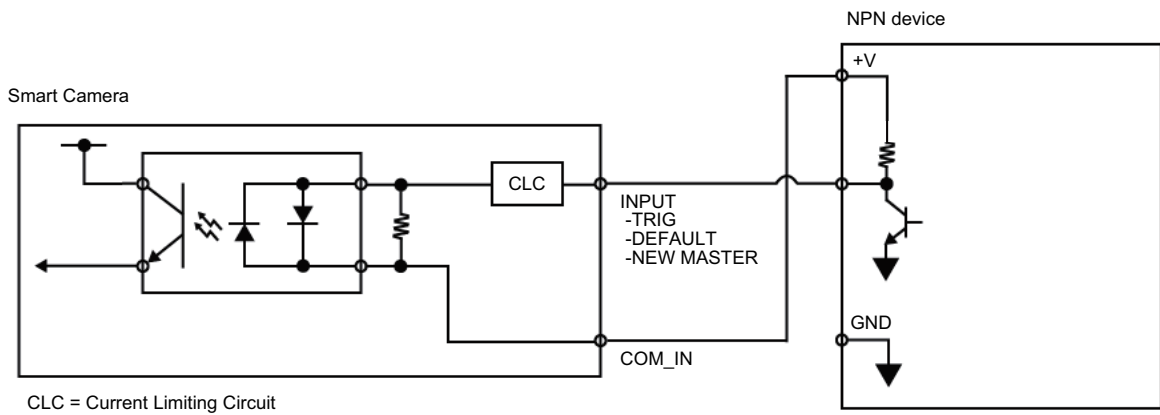 NPN device
+V
Smart Camera
CLC
INPUT
-TRIG
-DEFAULT
-NEW MASTER
GND
COM_IN
CLC = Current Limiting Circuit